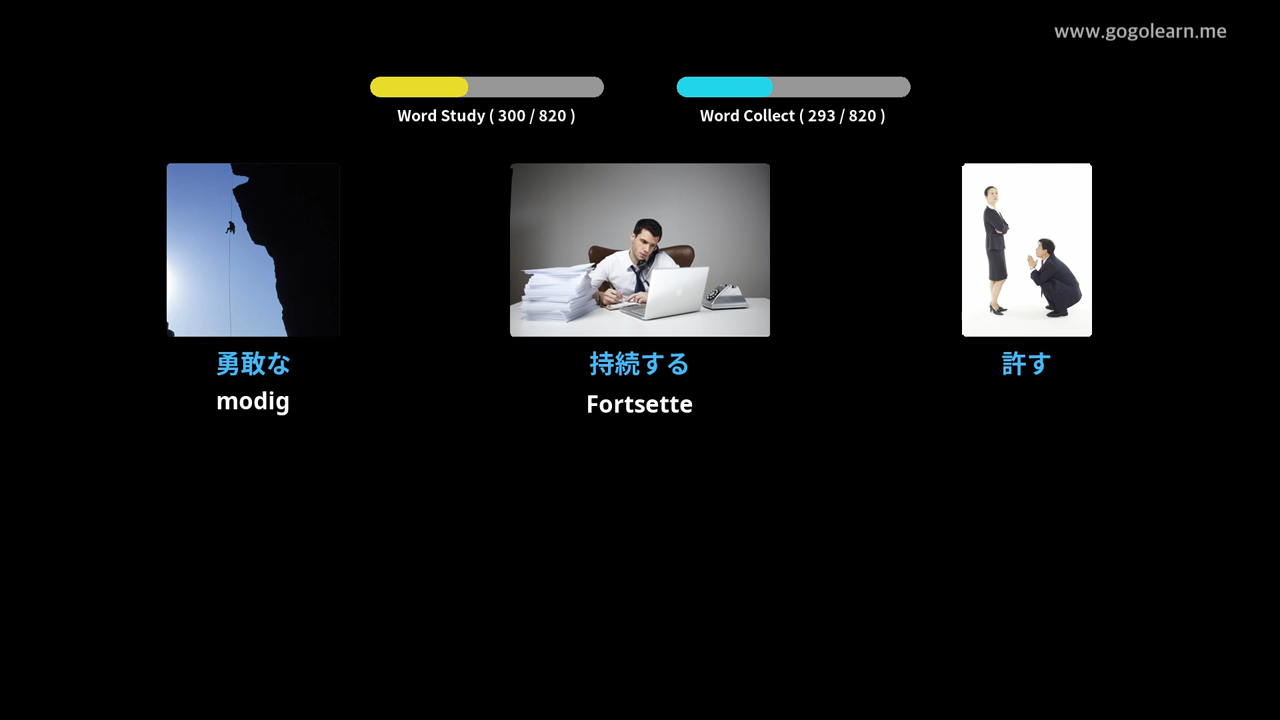 www.gogolearn.me
Word Study ( 300 / 820 )
Word Collect ( 293 / 820 )
勇敢な
持続する
許す
modig
Fortsette